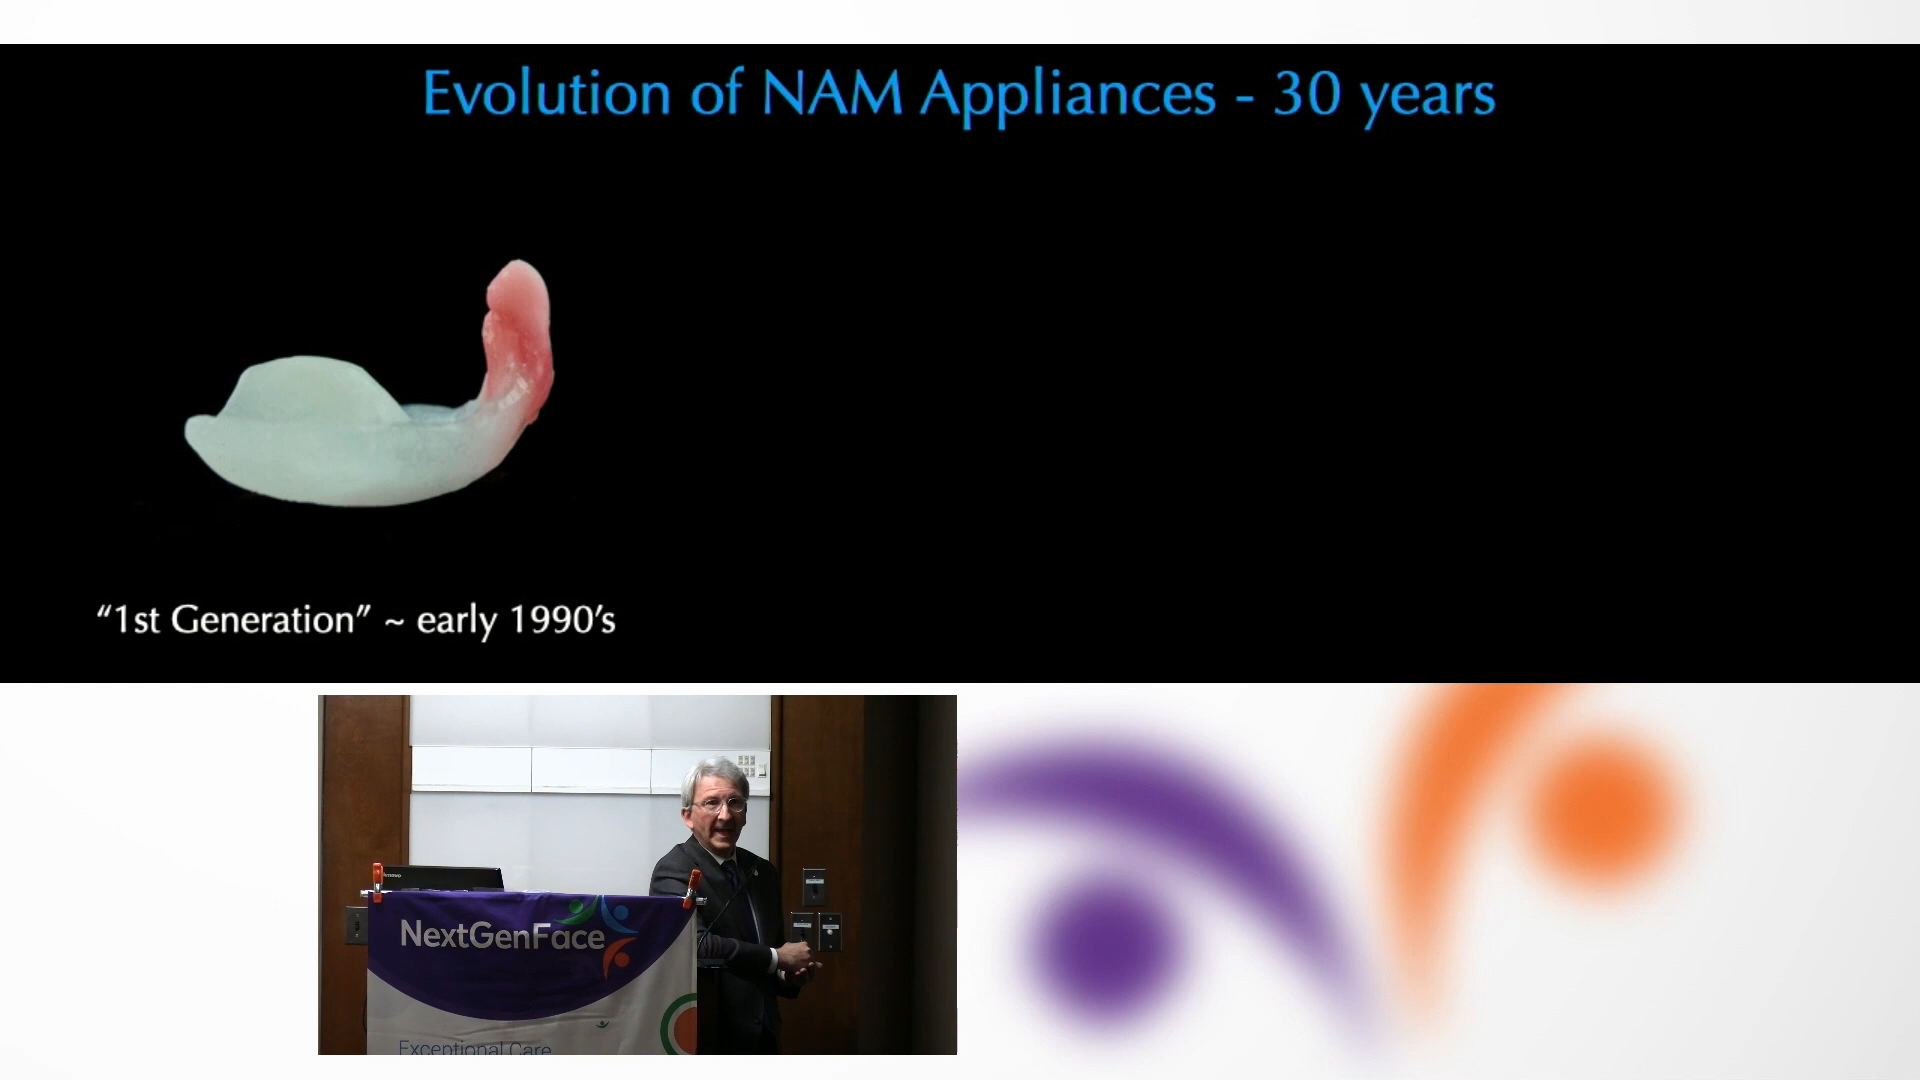 Evolution of NAM Appliances - 30 years
“1st Generation” ~ early 1990’s
NextGenFace
Exceptional Care